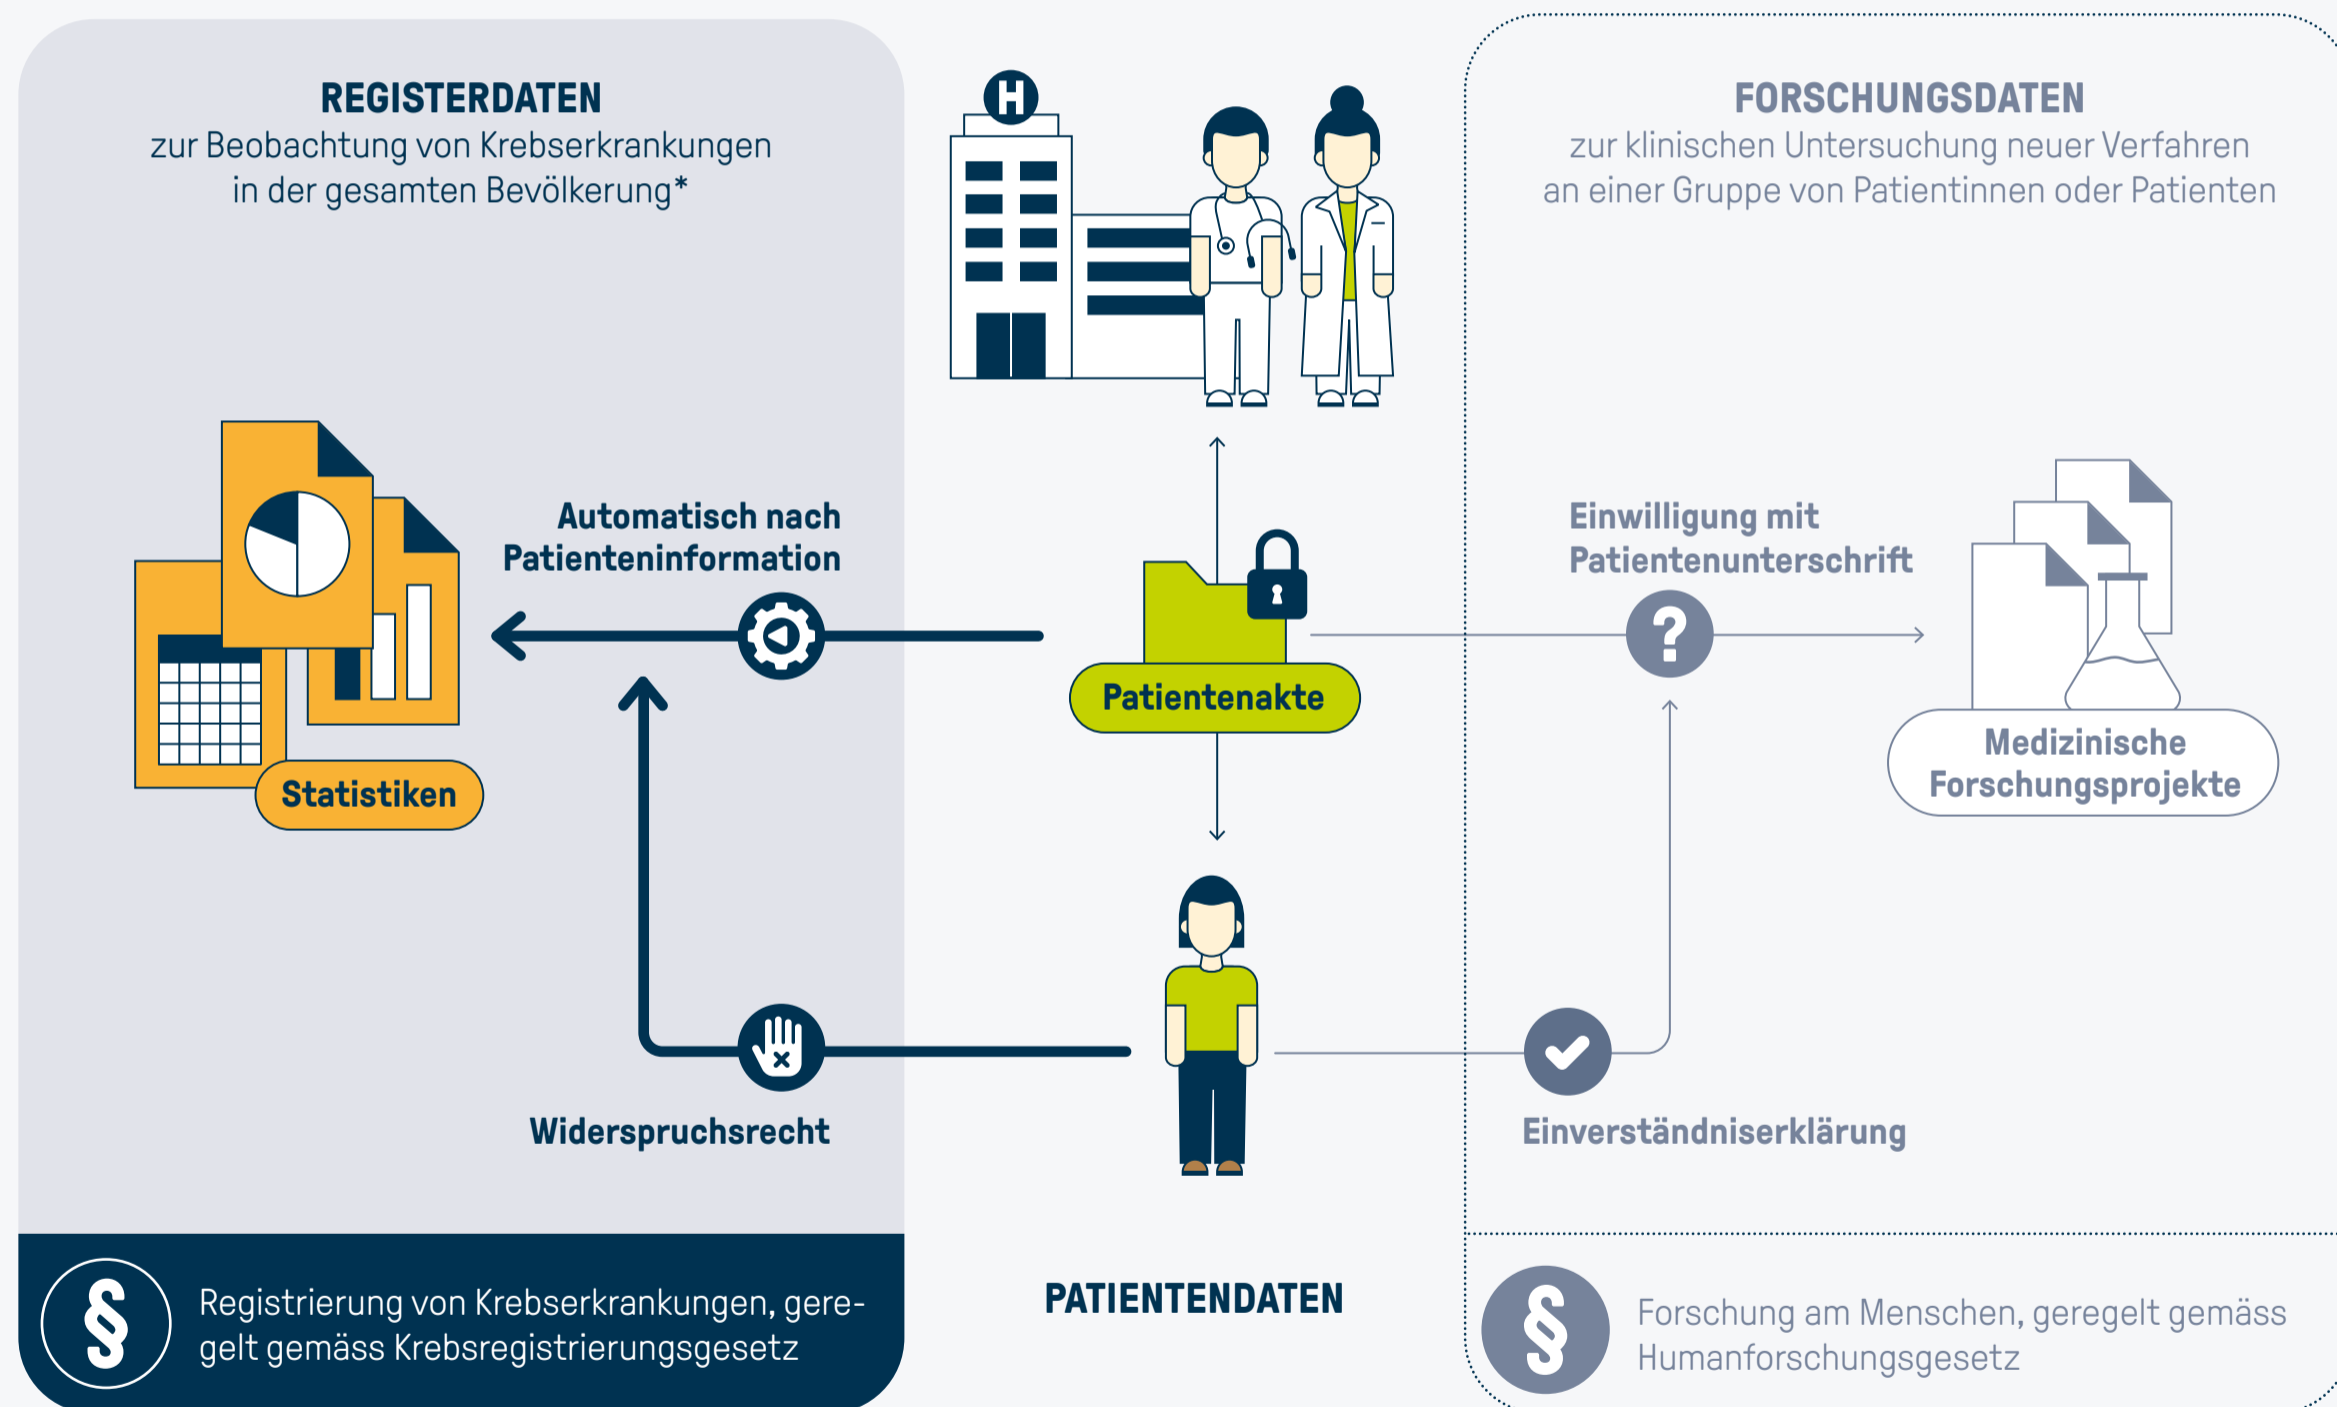 REGISTERDATEN
zur Beobachtung von Krebserkrankungen
in der gesamten Bevölkerung*
H
FORSCHUNGSDATEN
zur klinischen Untersuchung neuer Verfahren
an einer Gruppe von Patientinnen oder Patienten
Automatisch nach
Patienteninformation
Statistiken
Widerspruchsrecht
Patientenakte
Einwilligung mit
Patientenunterschrift
?
Medizinische
Forschungsprojekte
Einverständniserklärung
§
Registrierung von Krebserkrankungen, gere-
gelt gemäss Krebsregistrierungsgesetz
PATIENTENDATEN
§
Forschung am Menschen, geregelt gemäss
Humanforschungsgesetz